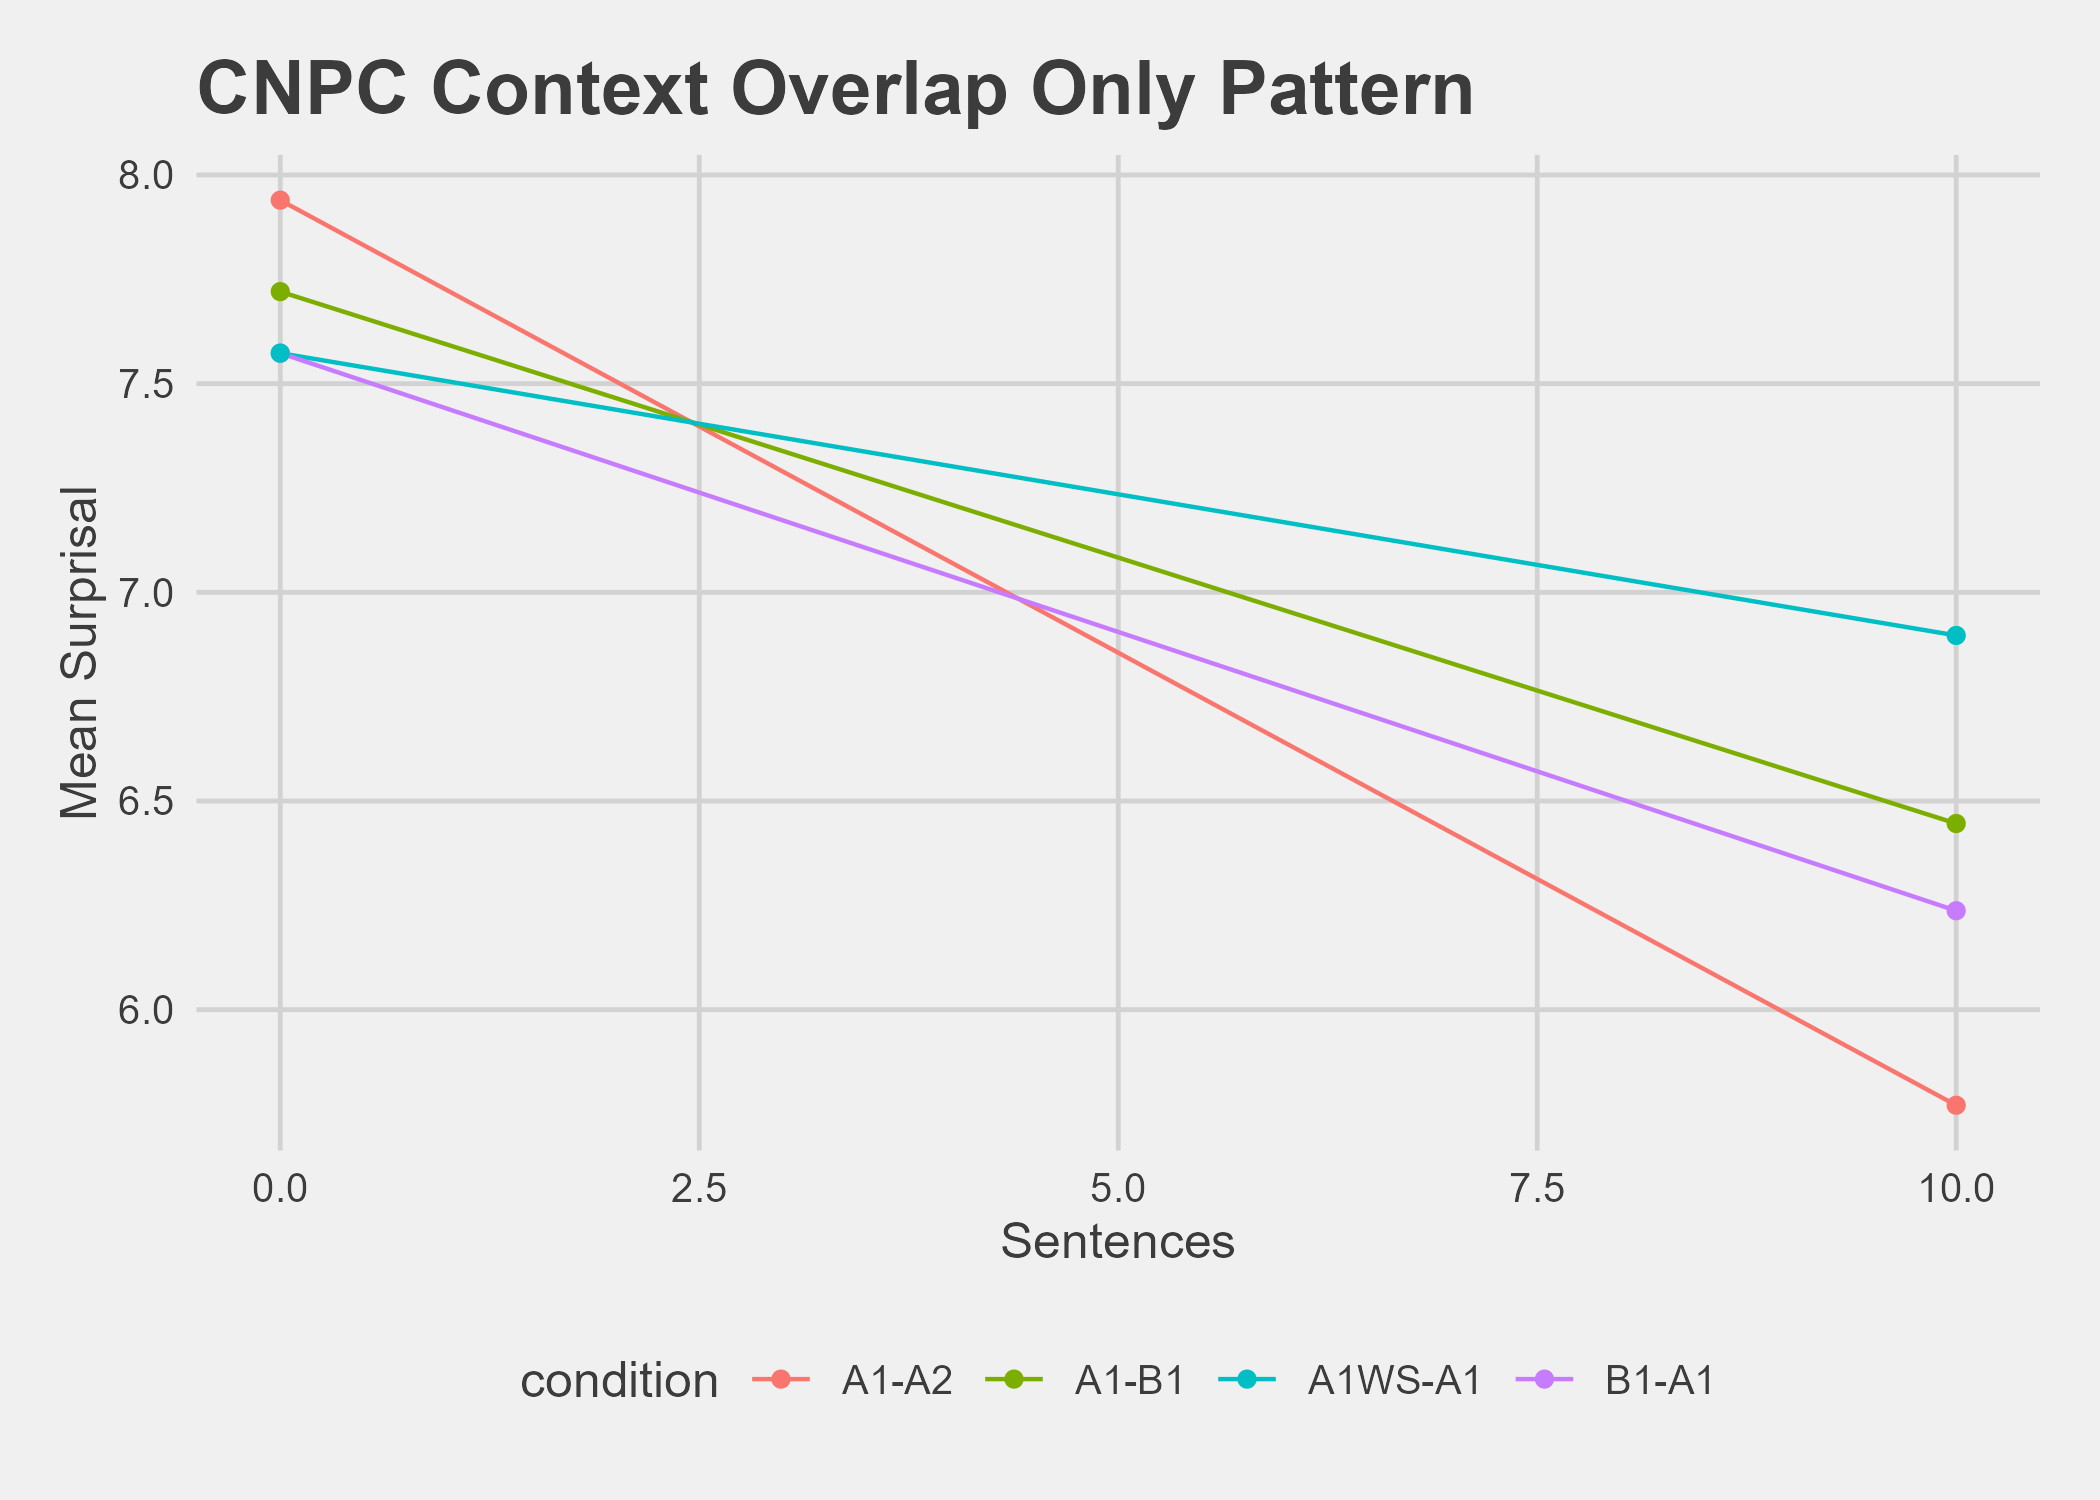 CNPC Context Overlap Only Pattern
8.0
7.5
7.0
6.5
6.0
Mean Surprisal
0.0 2.5 5.0 7.5 10.0
Sentences
condition A1-A2 A1-B1 A1WS-A1 B1-A1